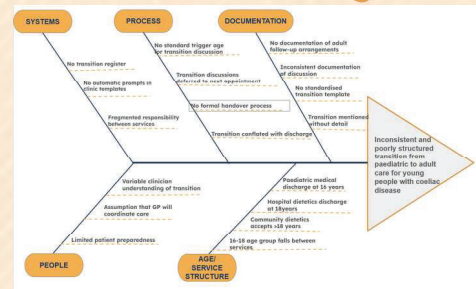 SYSTEMS
PROCESS
DOCUMENTATION
No transition register
No automatic prompts in
clinic templates
Fragmented responsibility
between services
No standard trigger age
for transition discussion
Transition discussions
deferred to next appointment
No formal handover process
Transition conflated with discharge
No documentation of adult
follow-up arrangements
Inconsistent documentation
of discussion
No standardised
transition template
Transition mentioned
without detail
Inconsistent and
poorly structured
transition from
paediatric to adult
care for young
people with coeliac
disease
Variable clinician
understanding of transition
Assumption that GP will
coordinate care
Limited patient preparedness
Paediatric medical
discharge at 16 years
Hospital dietetics discharge
at 18years
Community dietetics
accepts >18 years
16-18 age group falls between
services
PEOPLE
AGE/
SERVICE
STRUCTURE